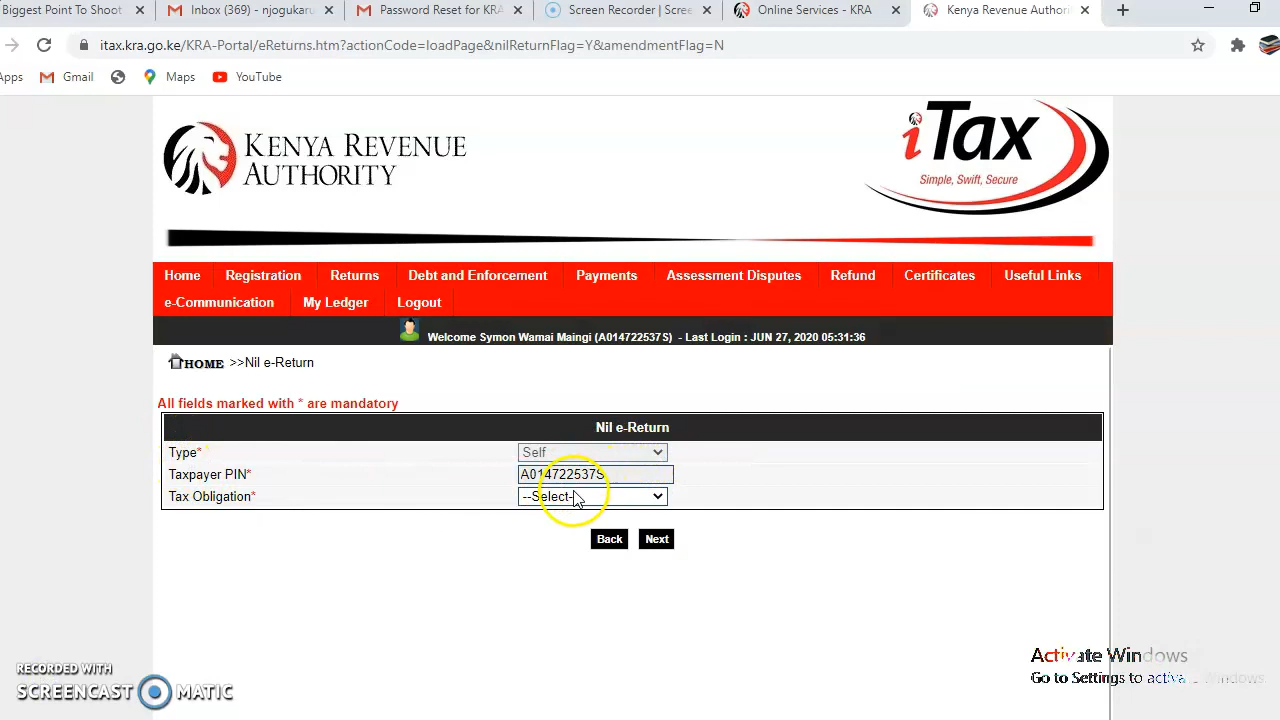 iggest Point To Shoot
Inbox (369) - njogukaru
Password Reset for KRA
Screen Recorder | Scree
Online Services - KRA
Kenya Revenue Authori
itax.kra.go.ke/KRA-Portal/eReturns.htm?actionCode=loadPage&nilReturnFlag=Y&amendmentFlag=N
Apps
Gmail
Maps
YouTube
KENYA REVENUE
AUTHORITY
iTax
Simple, Swift, Secure
Home
Registration
Returns
Debt and Enforcement
Payments
Assessment Disputes
Refund
Certificates
Useful Links
e-Communication
My Ledger
Logout
Welcome Symon Wamai Maingi (A014722537S) - Last Login : JUN 27, 2020 05:31:36
HOME >>Nil e-Return
All fields marked with * are mandatory
Nil e-Return
Type*
Self
Taxpayer PIN*
A014722537S
Tax Obligation*
--Select--
Back
Next
Activate Windows
Go to Settings to activate Windows.
RECORDED WITH
SCREENCAST MATIC